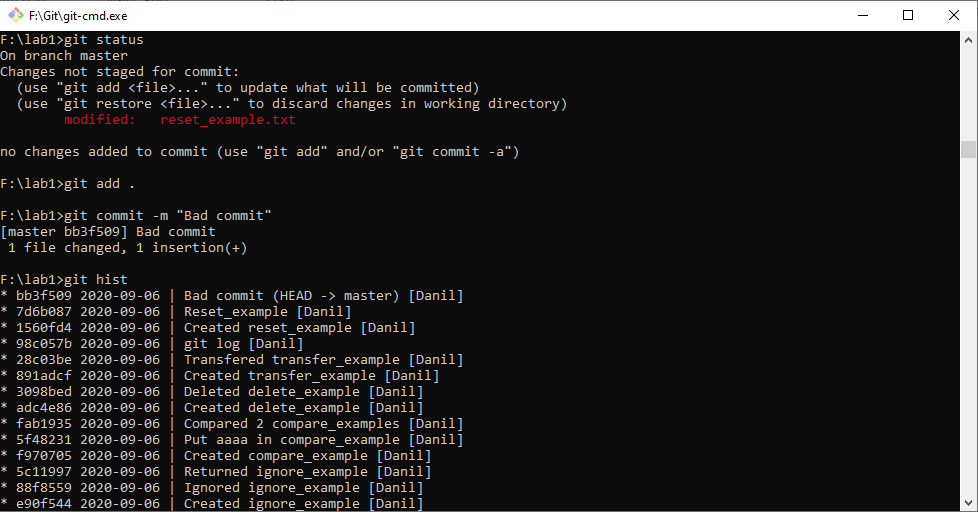 F:\Git\git-cmd.exe
F:\lab1>git status
On branch master
Changes not staged for commit:
  (use "git add <file>..." to update what will be committed)
  (use "git restore <file>..." to discard changes in working directory)
        modified:   reset_example.txt
no changes added to commit (use "git add" and/or "git commit -a")
F:\lab1>git add .
F:\lab1>git commit -m "Bad commit"
[master bb3f509] Bad commit
 1 file changed, 1 insertion(+)
F:\lab1>git hist
* bb3f509 2020-09-06 | Bad commit (HEAD -> master) [Danil]
* 7d6b087 2020-09-06 | Reset_example [Danil]
* 1560fd4 2020-09-06 | Created reset_example [Danil]
* 98c057b 2020-09-06 | git log [Danil]
* 28c03be 2020-09-06 | Transfered transfer_example [Danil]
* 891adcf 2020-09-06 | Created transfer_example [Danil]
* 3098bed 2020-09-06 | Deleted delete_example [Danil]
* adc4e86 2020-09-06 | Created delete_example [Danil]
* fab1935 2020-09-06 | Compared 2 compare_examples [Danil]
* 5f48231 2020-09-06 | Put aaaa in compare_example [Danil]
* f970705 2020-09-06 | Created compare_example [Danil]
* 5c11997 2020-09-06 | Returned ignore_example [Danil]
* 88f8559 2020-09-06 | Ignored ignore_example [Danil]
* e90f544 2020-09-06 | Created ignore_example [Danil]